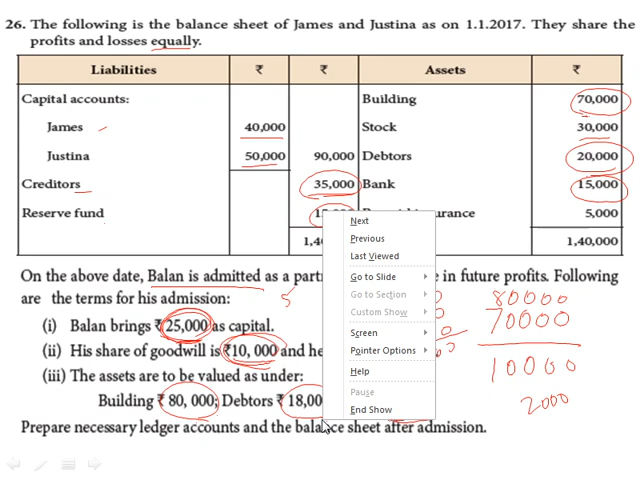 26. The following is the balance sheet of James and Justina as on 1.1.2017. They share the
profits and losses equally.
Liabilities ₹ ₹ Assets ₹
Capital accounts: Building 70,000
James 40,000 Stock 30,000
Justina 50,000 90,000 Debtors 20,000
Creditors 35,000 Bank 15,000
Reserve fund urance 5,000
1,40 1,40,000
Next
Previous
Last Viewed
Go to Slide
Go to Section
Custom Show
Screen
Pointer Options
Help
Pause
End Show
On the above date, Balan is admitted as a part e in future profits. Following
are the terms for his admission:
5
80000
70000
10000
2000
(i) Balan brings ₹ 25,000 as capital.
(ii) His share of goodwill is ₹ 10, 000 and he
(iii) The assets are to be valued as under:
Building ₹ 80, 000; Debtors ₹ 18,00
Prepare necessary ledger accounts and the balance sheet after admission.